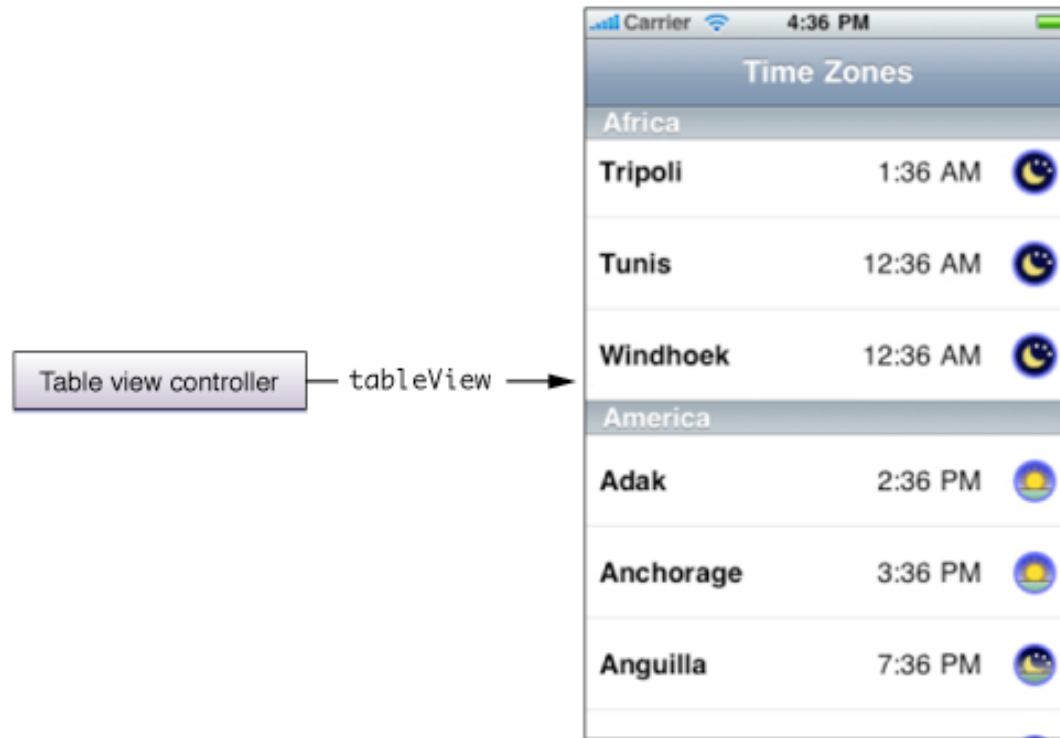 Carrier 4:36 PM
Time Zones
Africa
Tripoli 1:36 AM
Tunis 12:36 AM
Windhoek 12:36 AM
Table view controller tableView
America
Adak 2:36 PM
Anchorage 3:36 PM
Anguilla 7:36 PM